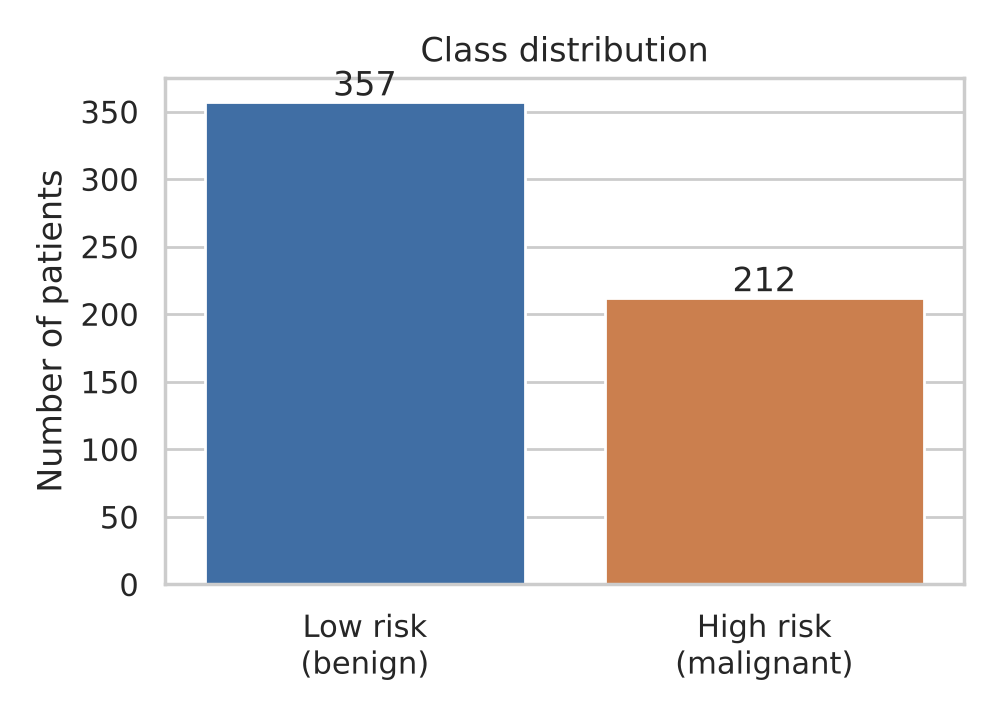 Class distribution
357
350
300
250
212
200
150
100
50
0
Number of patients
Low risk
(benign)
High risk
(malignant)